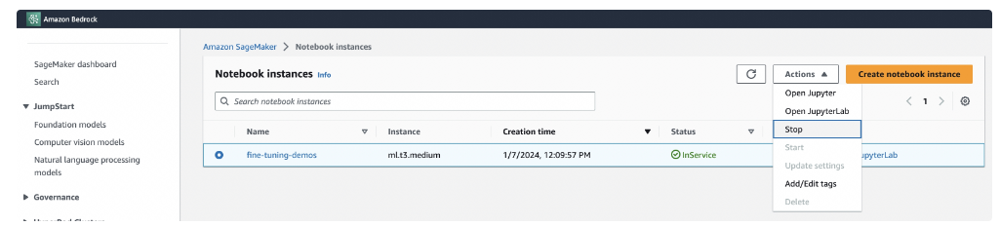 Amazon Bedrock
SageMaker dashboard
Search
JumpStart
Foundation models
Computer vision models
Natural language processing
models
Governance
HyperPod Clusters
Amazon SageMaker > Notebook instances
Notebook instances Info
Actions
Create notebook instance
Search notebook instances
1
Name Instance Creation time Status
fine-tuning-demos ml.t3.medium 1/7/2024, 12:09:57 PM InService upyterLab
Open Jupyter
Open JupyterLab
Stop
Start
Update settings
Add/Edit tags
Delete